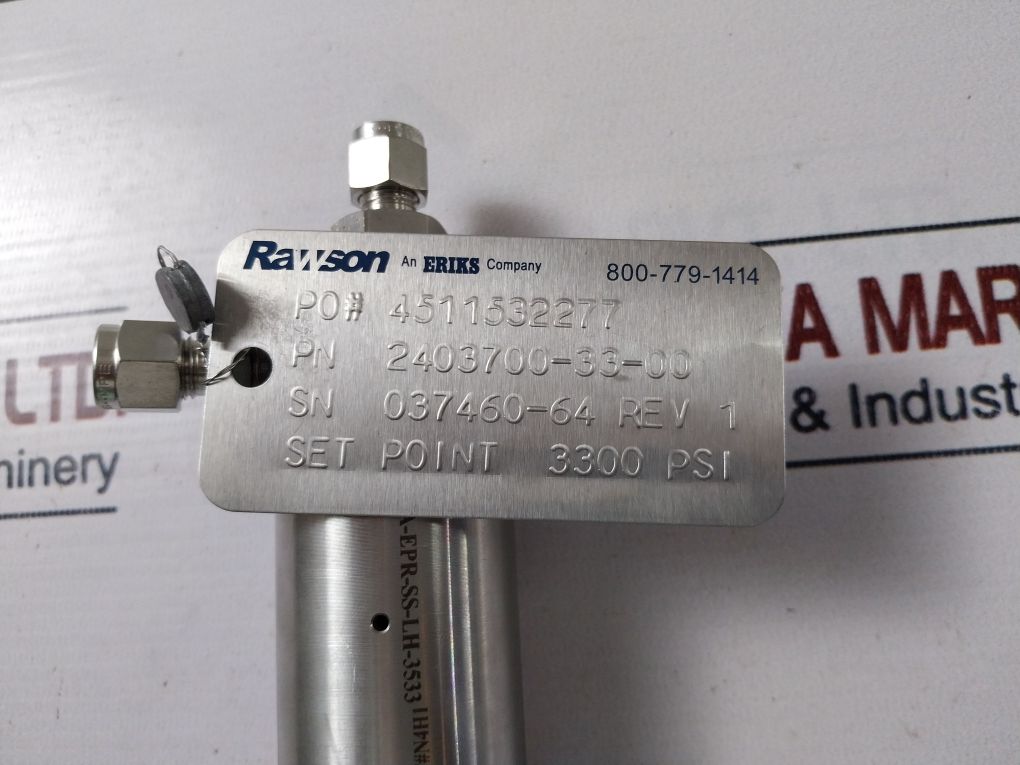 Rawson An ERIKS Company 800-779-1414
PO# 4511532277
PN 2403700-33-00
SN 037460-64 REV 1
SET POINT 3300 PSI
A-EPR-SS-LH-3533
LTD.
hinery
A MAR
& Indust